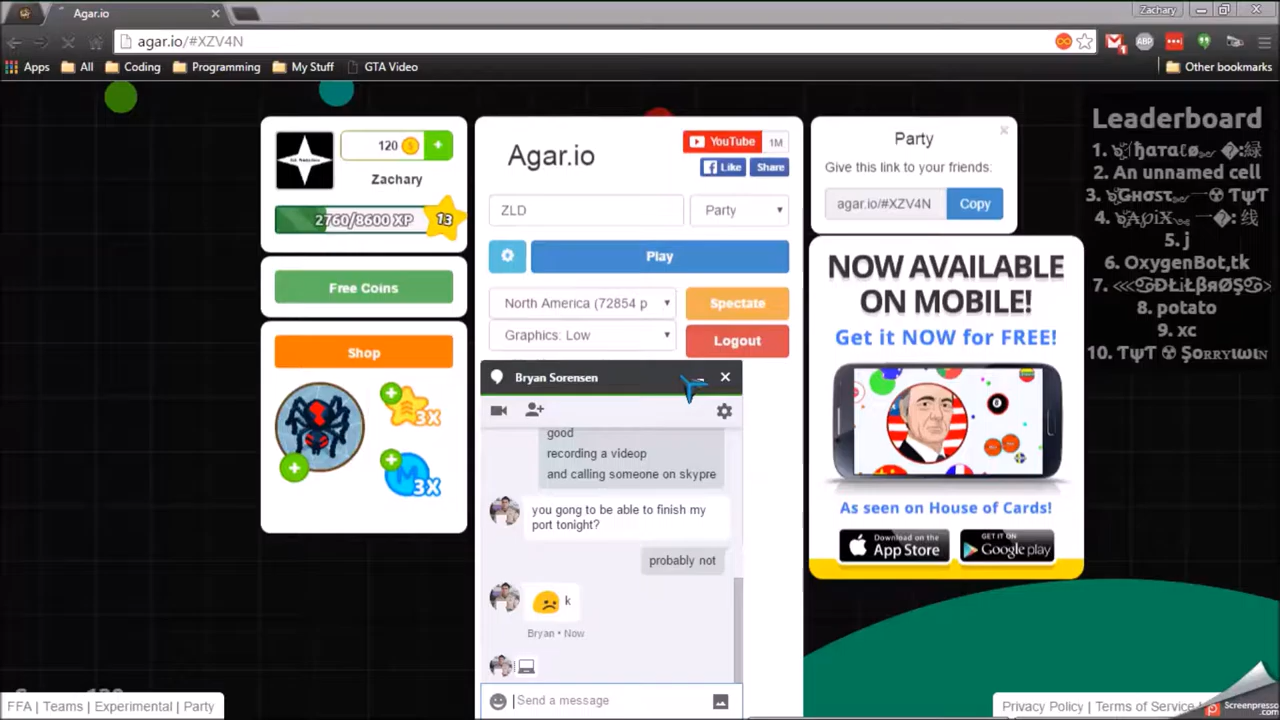 Agar.io
Zachary
agar.io/#XZV4N
ABP
1
Apps
All
Coding
Programming
My Stuff
GTA Video
Other bookmarks
120
Zachary
2760/8600 XP
13
Free Coins
Shop
3X
M
3X
Agar.io
YouTube 1M
Like Share
ZLD
Party
Play
North America (72854 p
Spectate
Graphics: Low
Logout
Bryan Sorensen
good
recording a videop
and calling someone on skypre
you gong to be able to finish my
port tonight?
probably not
k
Bryan • Now
Send a message
Party
Give this link to your friends:
agar.io/#XZV4N
Copy
NOW AVAILABLE
ON MOBILE!
Get it NOW for FREE!
8
As seen on House of Cards!
Download on the
App Store
GET IT ON
Google play
Leaderboard
2. An unnamed cell
5. j
6. OxygenBot,tk
8. potato
9. xc
FFA | Teams | Experimental | Party
Privacy Policy | Terms of Service
Screenpresso
.com